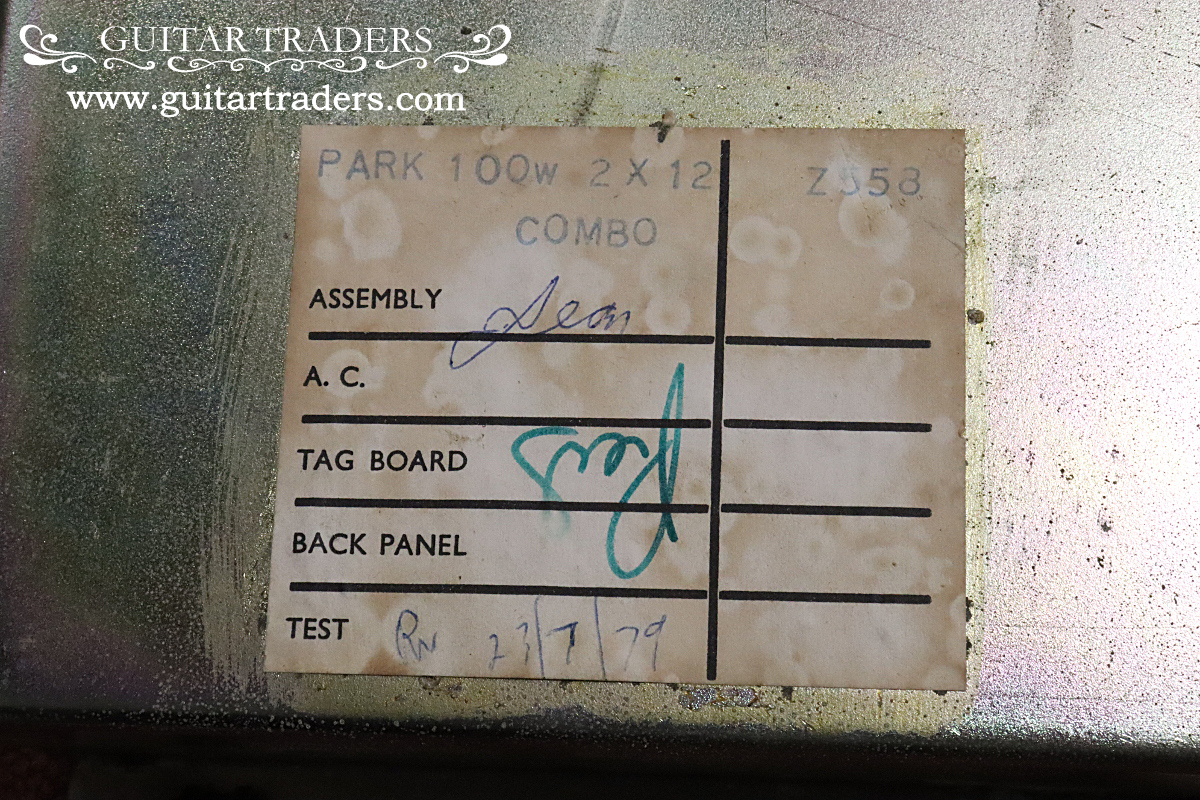 GUITAR TRADERS
www.guitartraders.com
PARK 100W 2 X 12 Z558
COMBO
ASSEMBLY Sean
A. C.
TAG BOARD
BACK PANEL
TEST 23/7/79